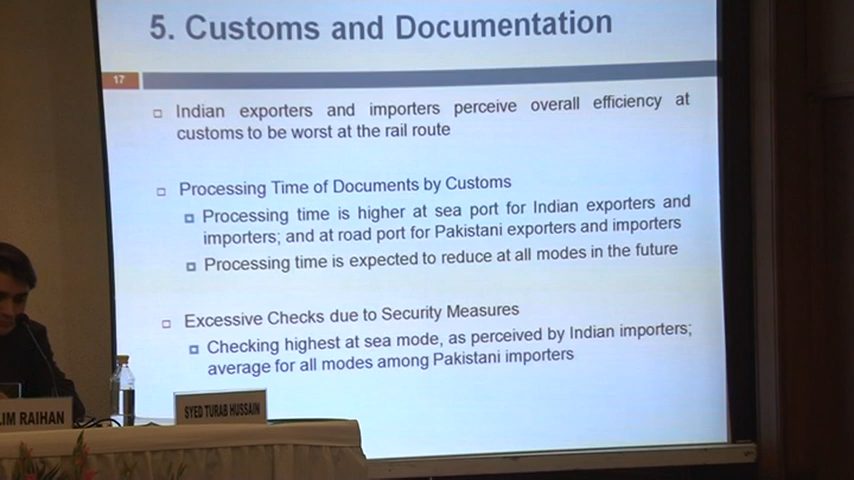 5. Customs and Documentation
17
Indian exporters and importers perceive overall efficiency at
customs to be worst at the rail route
Processing Time of Documents by Customs
Processing time is higher at sea port for Indian exporters and
importers; and at road port for Pakistani exporters and importers
Processing time is expected to reduce at all modes in the future
Excessive Checks due to Security Measures
Checking highest at sea mode, as perceived by Indian importers;
average for all modes among Pakistani importers
LIM RAIHAN
SYED TURAB HUSSAIN